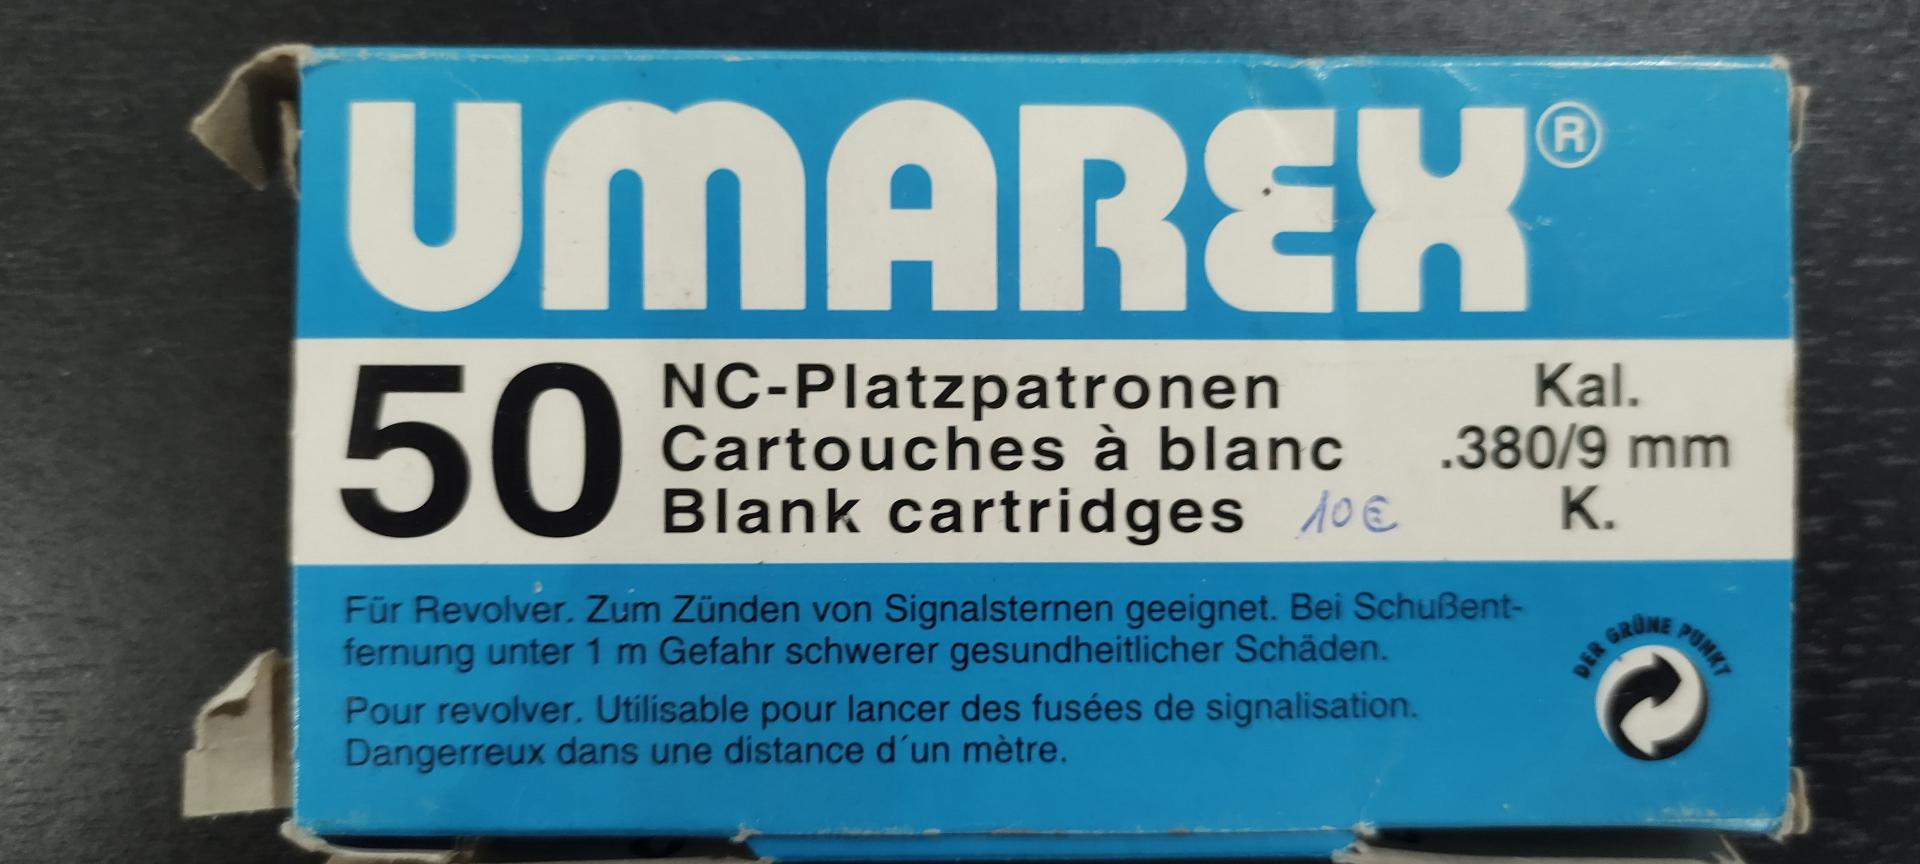 UMAREX®
50
NC-Platzpatronen
Cartouches à blanc
Blank cartridges
10€
Kal.
.380/9 mm
K.
Für Revolver. Zum Zünden von Signalsternen geeignet. Bei Schußent-
fernung unter 1 m Gefahr schwerer gesundheitlicher Schäden.
Pour revolver. Utilisable pour lancer des fusées de signalisation.
Dangerreux dans une distance d´un mètre.
DER GRÜNE PUNKT